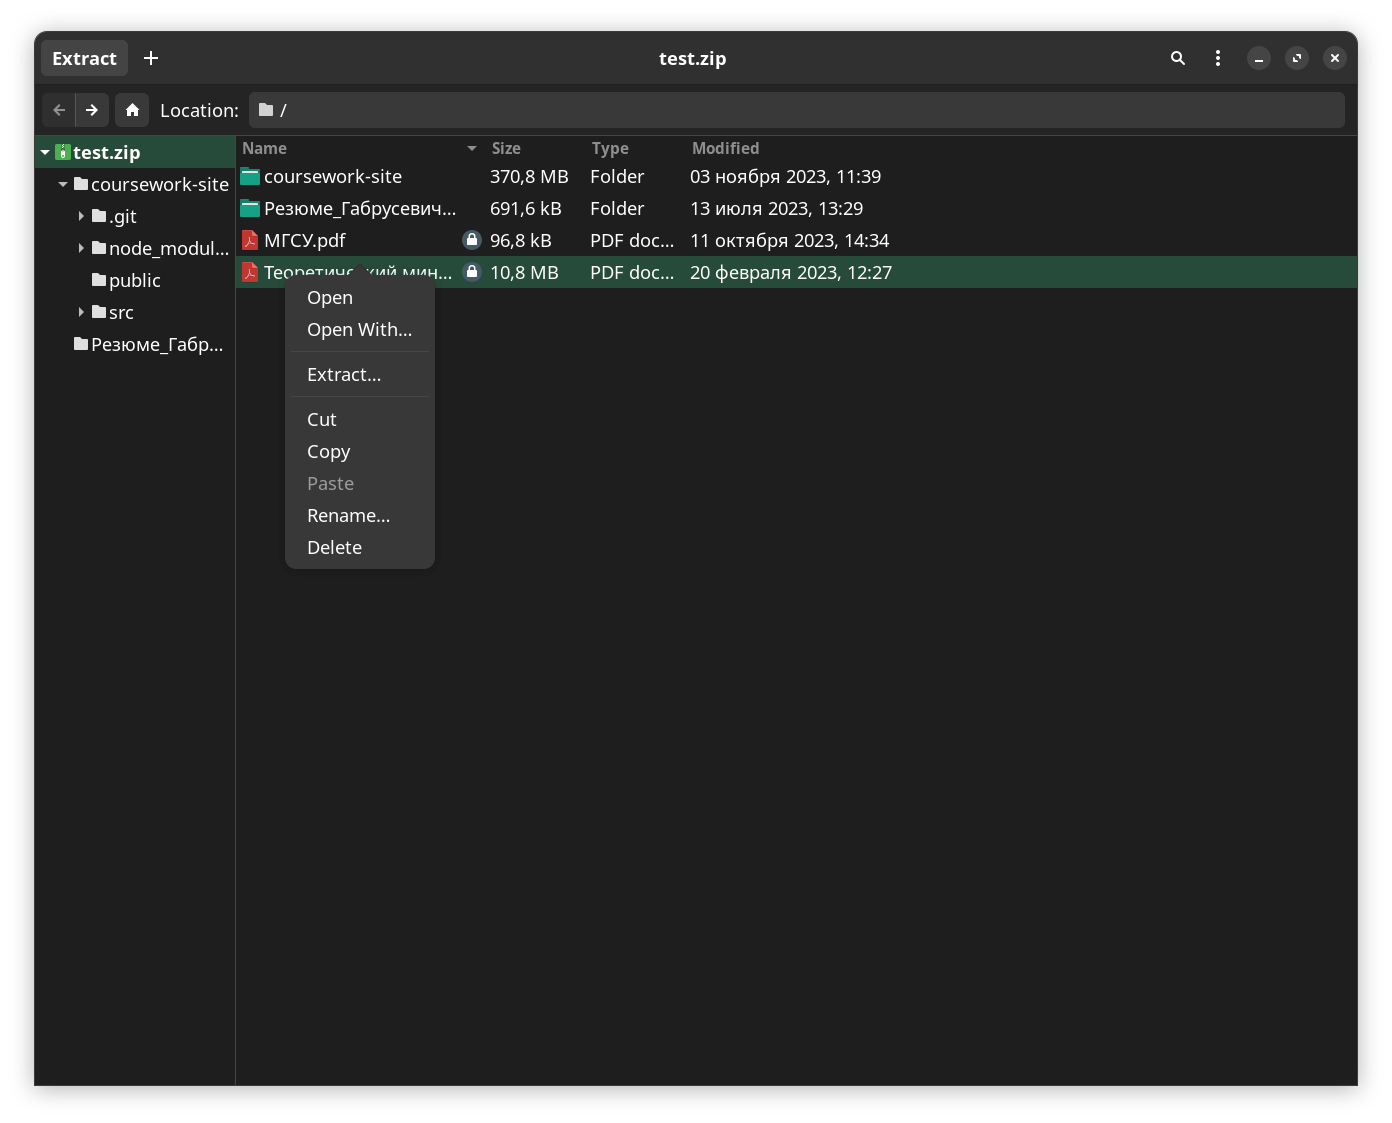 Extract
test.zip
Location: /
test.zip
coursework-site
.git
node_modul...
public
src
Резюме_Габр...
Name Size Type Modified
coursework-site 370,8 MB Folder 03 ноября 2023, 11:39
Резюме_Габрусевич... 691,6 kB Folder 13 июля 2023, 13:29
МГСУ.pdf 96,8 kB PDF doc... 11 октября 2023, 14:34
Теоретический мин... 10,8 MB PDF doc... 20 февраля 2023, 12:27
Open
Open With...
Extract...
Cut
Copy
Paste
Rename...
Delete